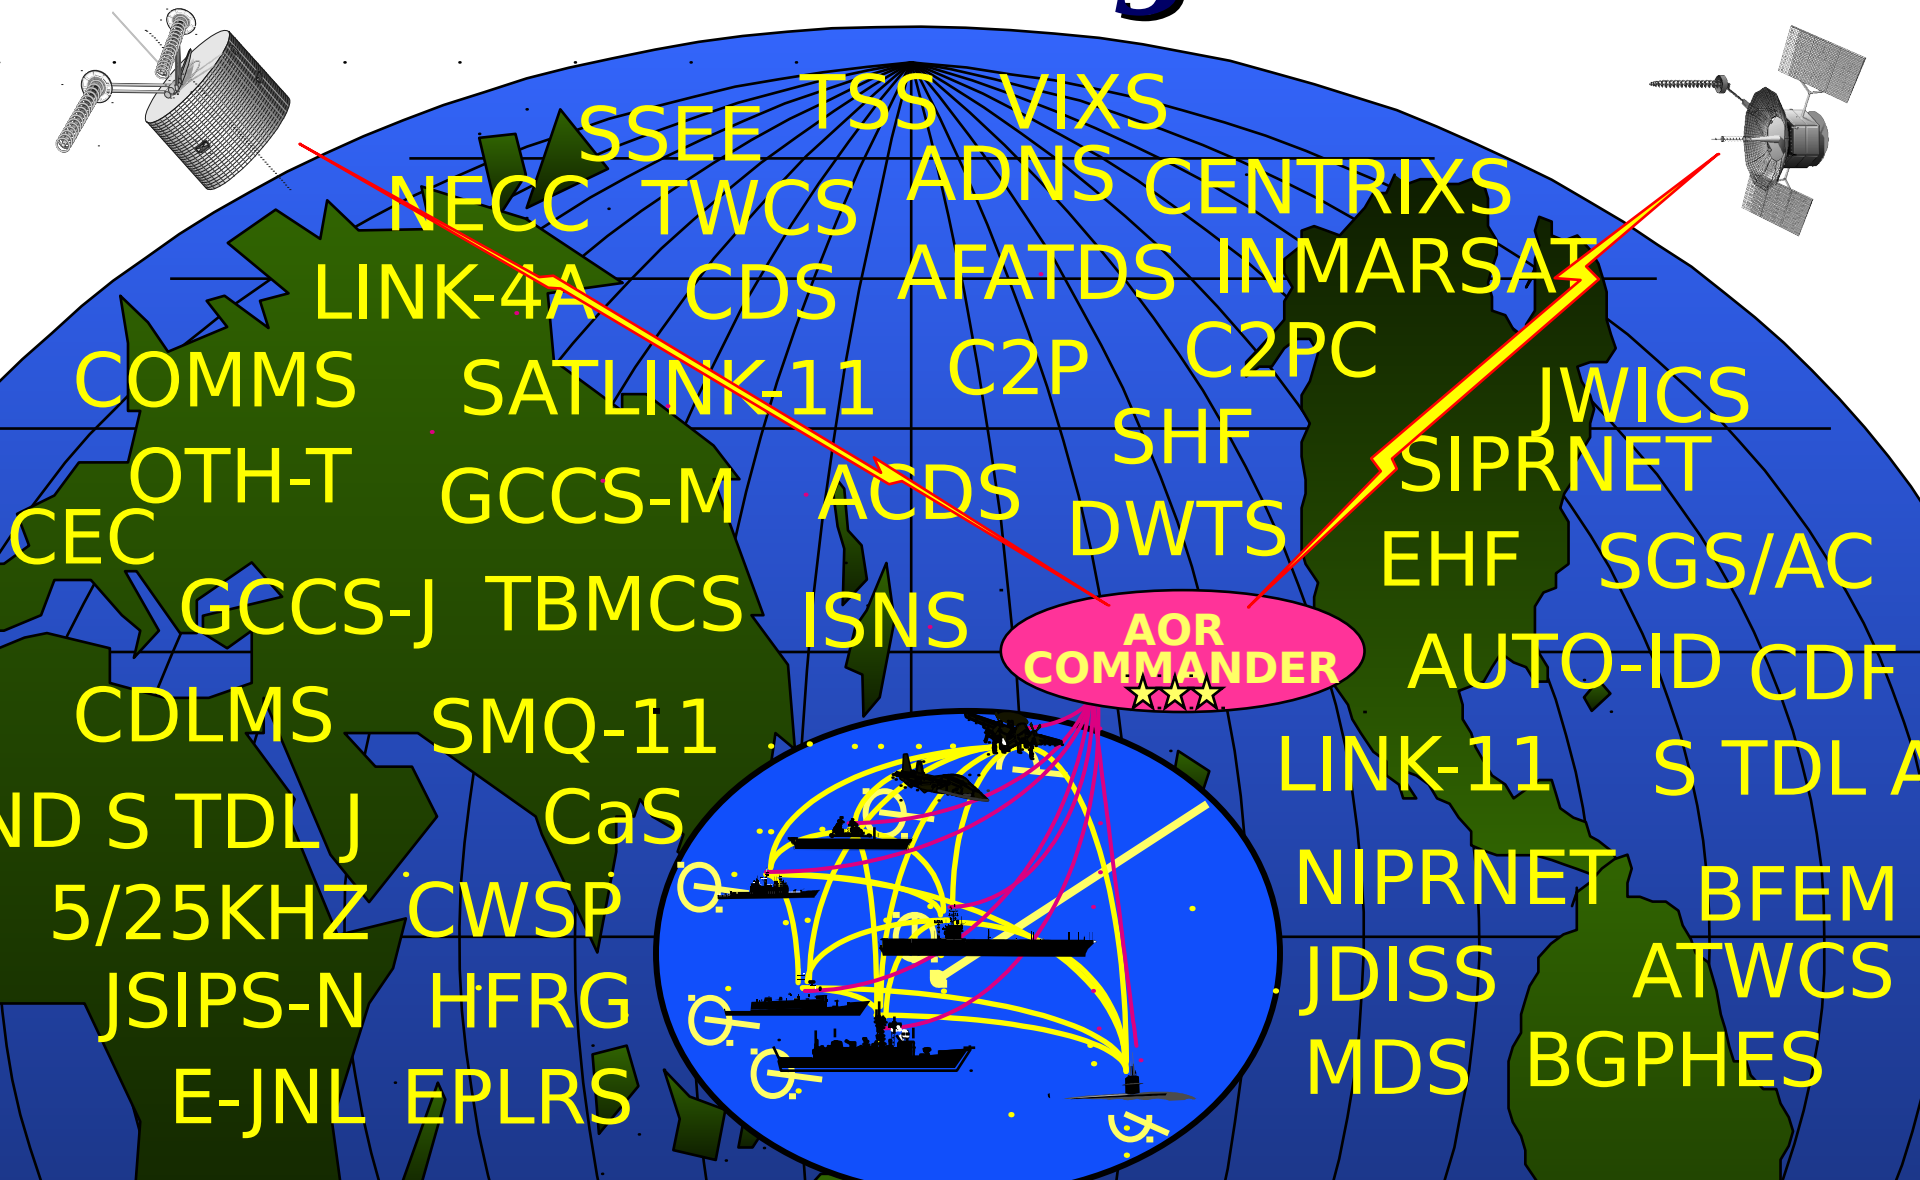 TSS VIXS
SSEE
ADNS CENTRIXS
NECC TWCS
AFATDS INMARSAT
LINK-4A CDS
C2P C2PC
COMMS SATLINK-11
JWICS
SHF
SIPRNET
OTH-T GCCS-M ACDS
DWTS
CEC
EHF SGS/AC
GCCS-J TBMCS ISNS
AOR
COMMANDER
AUTO-ID CDF
CDLMS SMQ-11
LINK-11 S TDL A
ND S TDL J CaS
NIPRNET BFEM
5/25KHZ CWSP
JDISS ATWCS
JSIPS-N HFRG
MDS BGPHES
E-JNL EPLRS